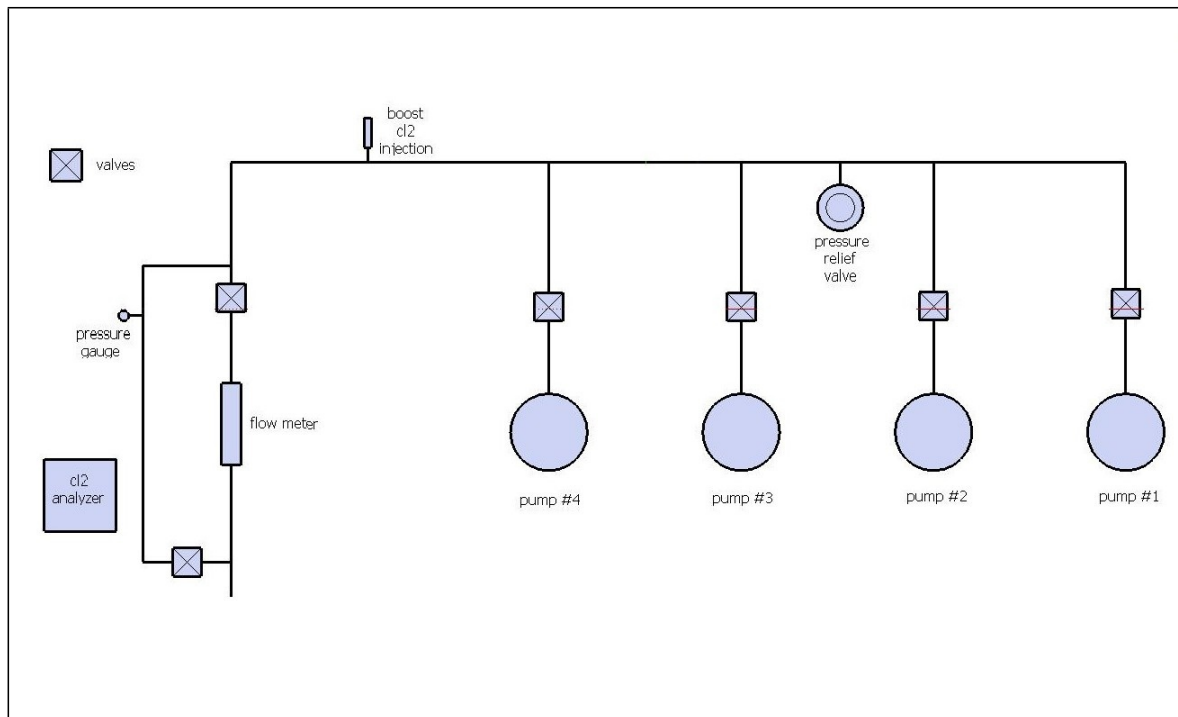 boost
cl2
injection
valves
pressure
relief
valve
pressure
gauge
flow meter
cl2
analyzer
pump #4
pump #3
pump #2
pump #1